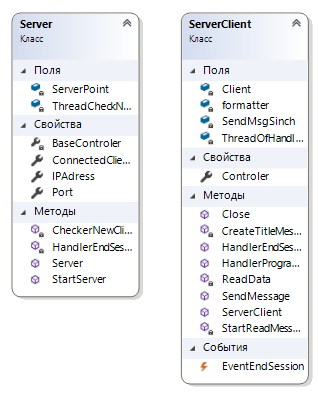 Server
Класс
Поля
ServerPoint
ThreadCheckN...
Свойства
BaseControler
ConnectedClie...
IPAdress
Port
Методы
CheckerNewCli...
HandlerEndSes...
Server
StartServer
ServerClient
Класс
Поля
Client
formatter
SendMsgSinch
ThreadOfHandl...
Свойства
Controler
Методы
Close
CreateTitleMes...
HandlerEndSes...
HandlerProgra...
ReadData
SendMessage
ServerClient
StartReadMess...
События
EventEndSession